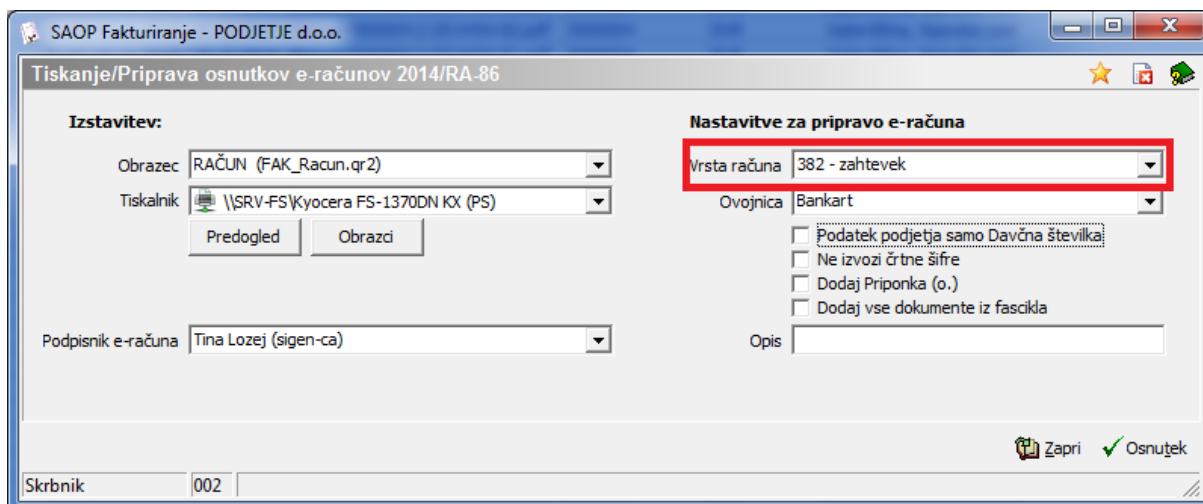 SAOP Fakturiranje - PODJETJE d.o.o.
Tiskanje/Priprava osnutkov e-računov 2014/RA-86
Izstavitev:
Nastavitve za pripravo e-računa
Obrazec RAČUN (FAK_Racun.qr2)
Vrsta računa 382 - zahtevek
Tiskalnik \\SRV-FS\Kyocera FS-1370DN KX (PS)
Ovojnica Bankart
Predogled Obrazci
Podatek podjetja samo Davčna številka
Ne izvozi črtne šifre
Dodaj Priponka (o.)
Dodaj vse dokumente iz fascikla
Podpisnik e-računa Tina Lozej (sigen-ca)
Opis
Zapri Osnutek
Skrbnik 002